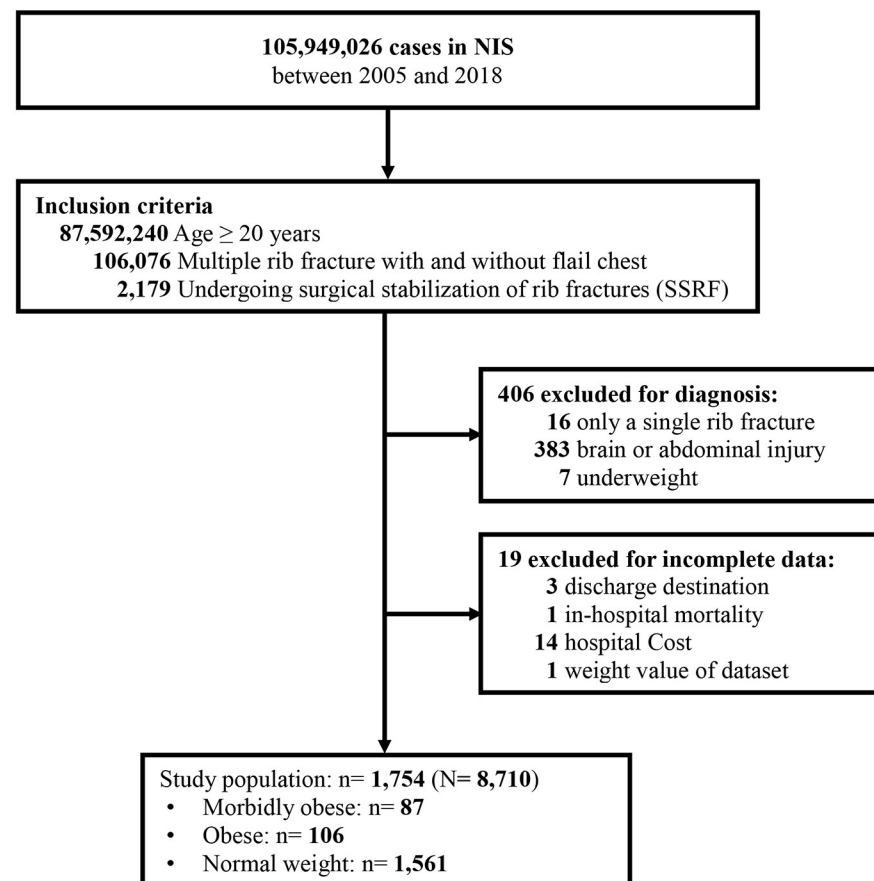 105,949,026 cases in NIS
between 2005 and 2018
Inclusion criteria
87,592,240 Age ≥ 20 years
106,076 Multiple rib fracture with and without flail chest
2,179 Undergoing surgical stabilization of rib fractures (SSRF)
406 excluded for diagnosis:
16 only a single rib fracture
383 brain or abdominal injury
7 underweight
19 excluded for incomplete data:
3 discharge destination
1 in-hospital mortality
14 hospital Cost
1 weight value of dataset
Study population: n= 1,754 (N= 8,710)
• Morbidly obese: n= 87
• Obese: n= 106
• Normal weight: n= 1,561